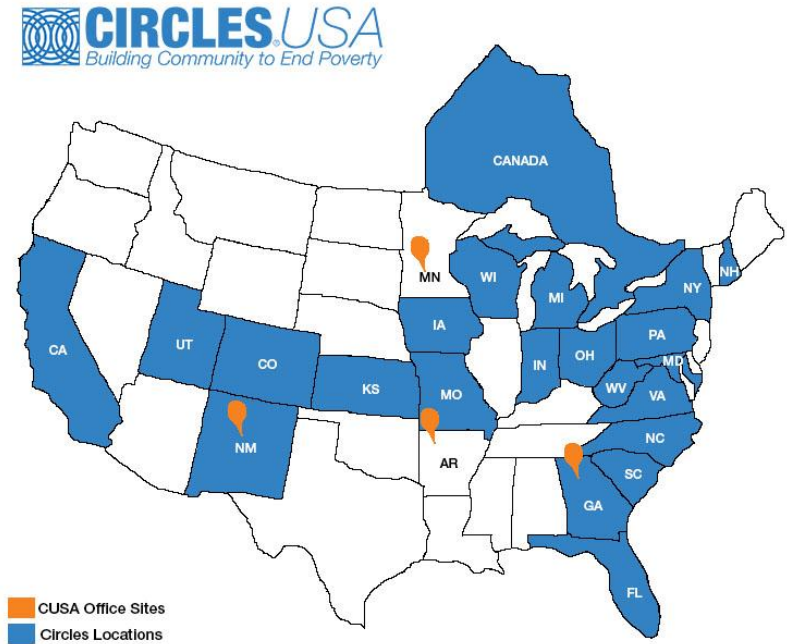 CIRCLES USA
Building Community to End Poverty
CANADA
MN
WI
NH
NY
MI
IA
PA
CA
UT
CO
IN
OH
MD
KS
MO
WV
VA
NM
AR
NC
SC
GA
FL
CUSA Office Sites
Circles Locations